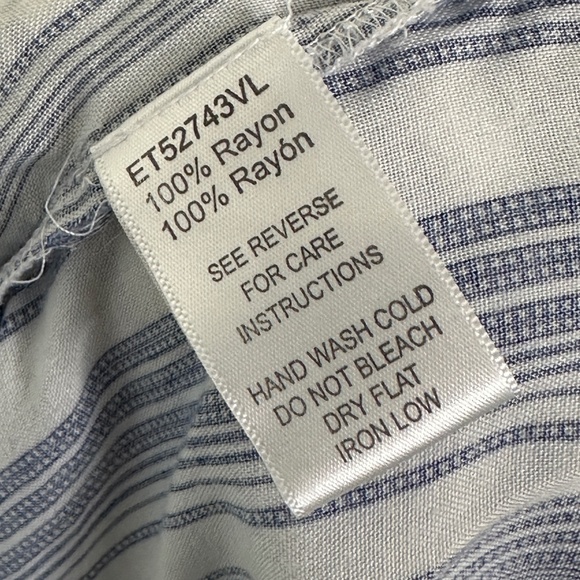 ET52743VL
100% Rayon
100% Rayón
SEE REVERSE
FOR CARE
INSTRUCTIONS
HAND WASH COLD
DO NOT BLEACH
DRY FLAT
IRON LOW